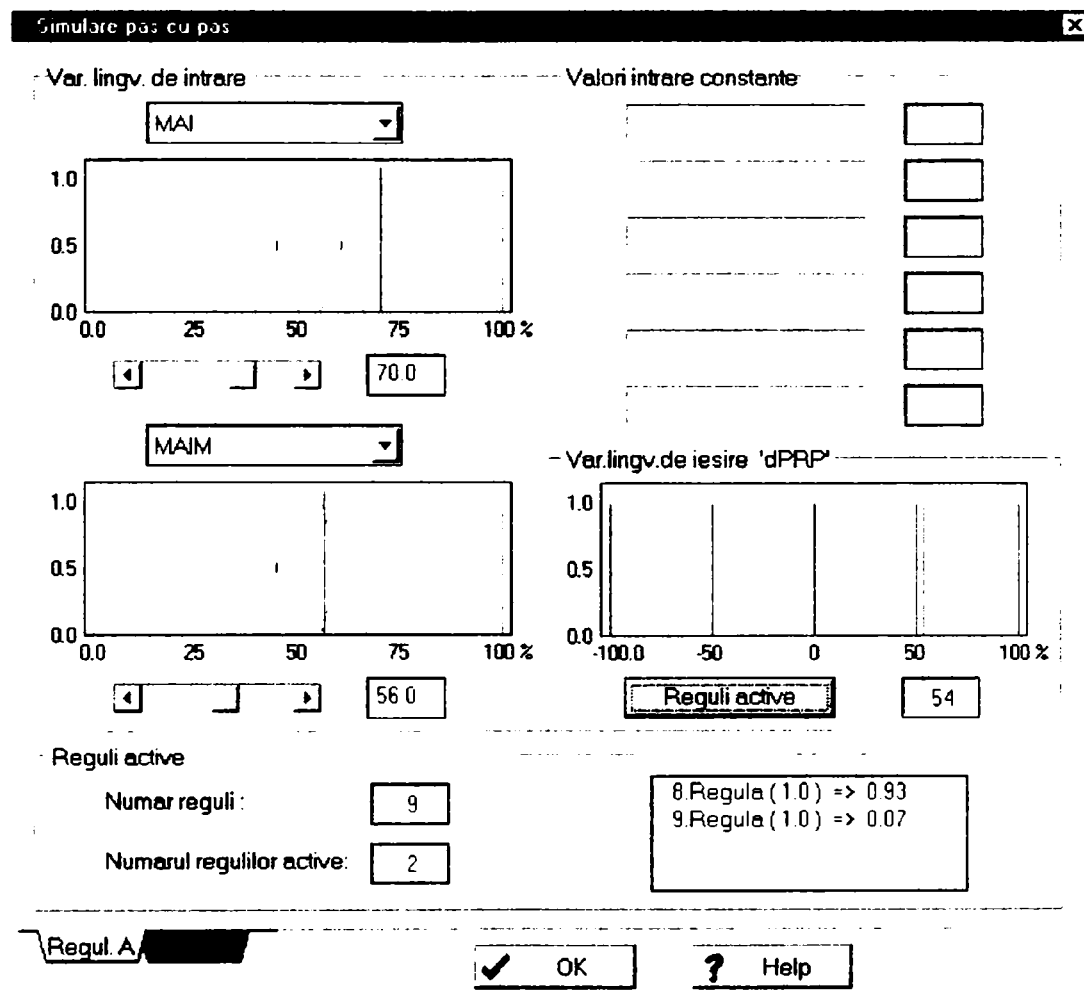 Simulare pas cu pas
Var. lingv. de intrare
MAI
1.0
0.5
0.0
0.0 25 50 75 100 %
70.0
MAIM
1.0
0.5
0.0
0.0 25 50 75 100 %
56.0
Valori intrare constante
Var.lingv.de iesire 'dPRP'
1.0
0.5
0.0
-100.0 -50 0 50 100 %
Reguli active 54
Reguli active
Numar reguli : 9
Numarul regulilor active: 2
8.Regula ( 1.0 ) => 0.93
9.Regula ( 1.0 ) => 0.07
Regul. A
OK
? Help